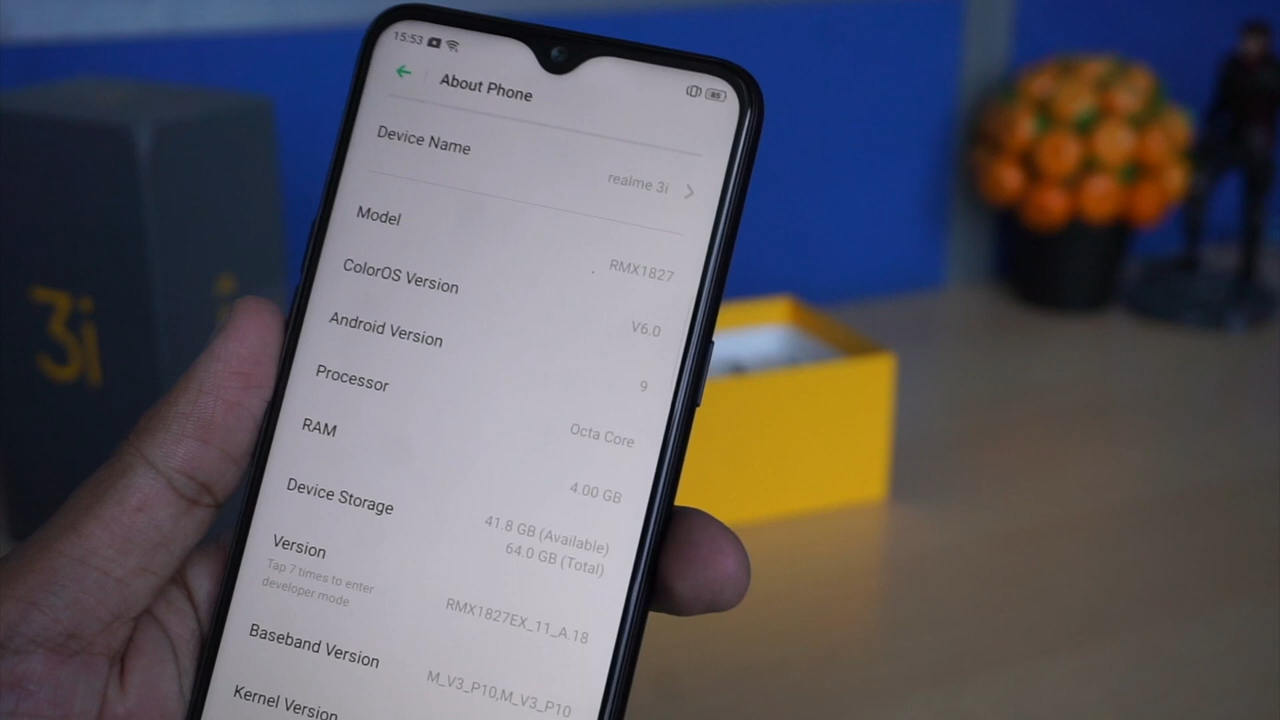 15:53
85
About Phone
Device Name
realme 3i
Model
RMX1827
ColorOS Version
V6.0
Android Version
9
Processor
Octa Core
RAM
4.00 GB
Device Storage
41.8 GB (Available)
64.0 GB (Total)
Version
Tap 7 times to enter
developer mode
RMX1827EX_11_A.18
Baseband Version
M_V3_P10,M_V3_P10
Kernel Version
3i